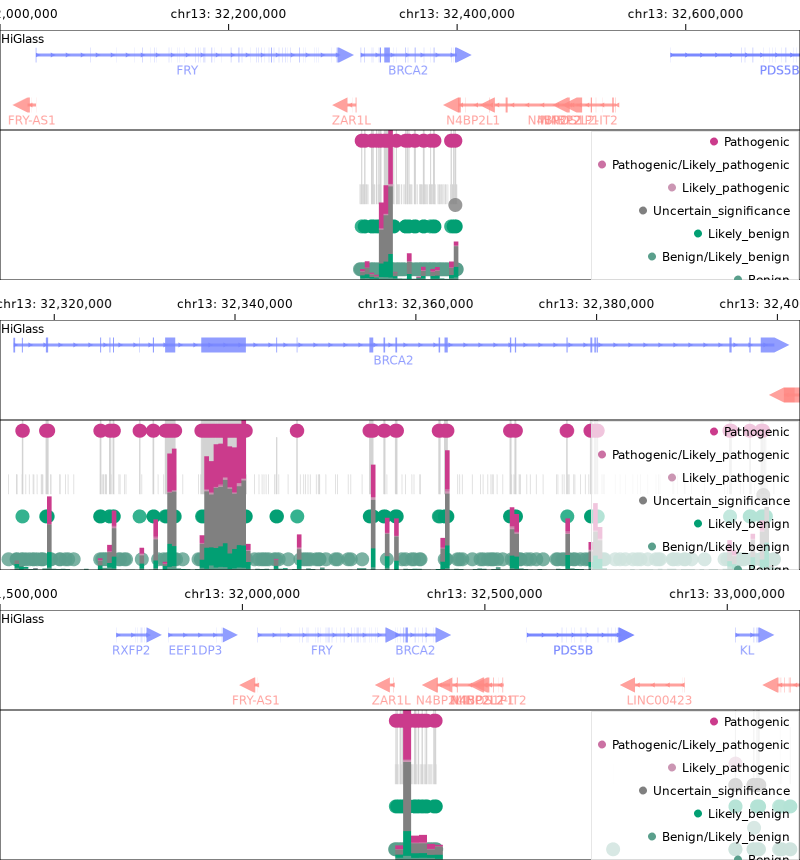 2,000,000 chr13: 32,200,000 chr13: 32,400,000 chr13: 32,600,000
HiGlass
FRY BRCA2 PDS5B
FRY-AS1 ZAR1L N4BP2L1
Pathogenic
Pathogenic/Likely_pathogenic
Likely_pathogenic
Uncertain_significance
Likely_benign
Benign/Likely_benign
Benign
chr13: 32,320,000 chr13: 32,340,000 chr13: 32,360,000 chr13: 32,380,000 chr13: 32,40
HiGlass
BRCA2
Pathogenic
Pathogenic/Likely_pathogenic
Likely_pathogenic
Uncertain_significance
Likely_benign
Benign/Likely_benign
Benign
,500,000 chr13: 32,000,000 chr13: 32,500,000 chr13: 33,000,000
HiGlass
RXFP2 EEF1DP3 FRY BRCA2 PDS5B KL
FRY-AS1 ZAR1L LINC00423
Pathogenic
Pathogenic/Likely_pathogenic
Likely_pathogenic
Uncertain_significance
Likely_benign
Benign/Likely_benign
Benign